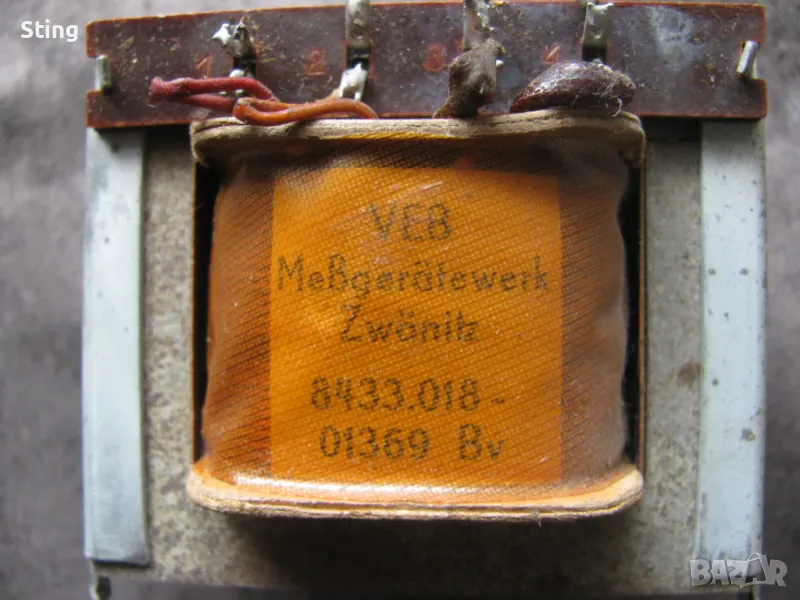 Sting
1 2 3 4
VEB
Meßgerätewerk
Zwönitz
8433.018-
01369 Bv
BAZAR